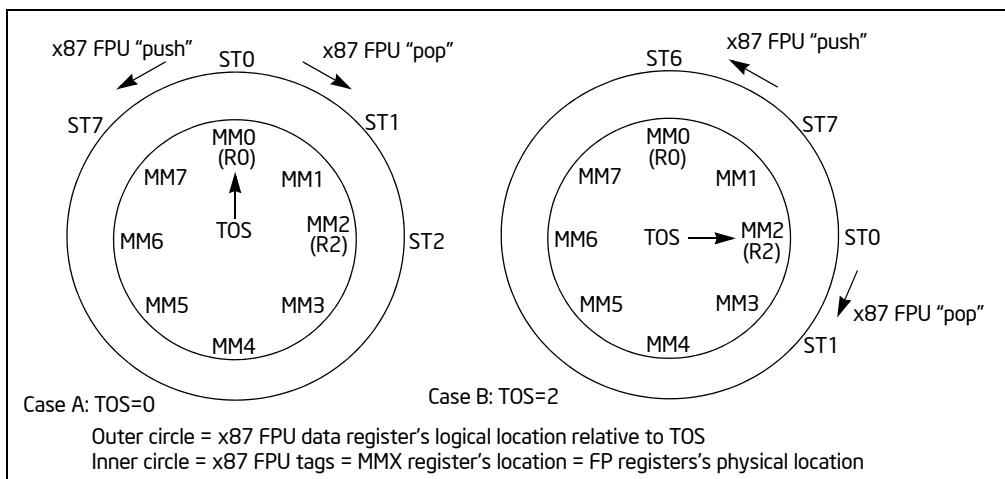 x87 FPU “push”
ST0
x87 FPU “pop”
ST7
ST1
MM0
(R0)
MM7
MM1
MM6
TOS
MM2
(R2)
ST2
MM5
MM3
MM4
Case A: TOS=0
ST6
x87 FPU “push”
ST7
MM0
(R0)
MM7
MM1
MM6
TOS
MM2
(R2)
ST0
MM5
MM3
x87 FPU “pop”
MM4
ST1
Case B: TOS=2
Outer circle = x87 FPU data register’s logical location relative to TOS
Inner circle = x87 FPU tags = MMX register’s location = FP registers’s physical location